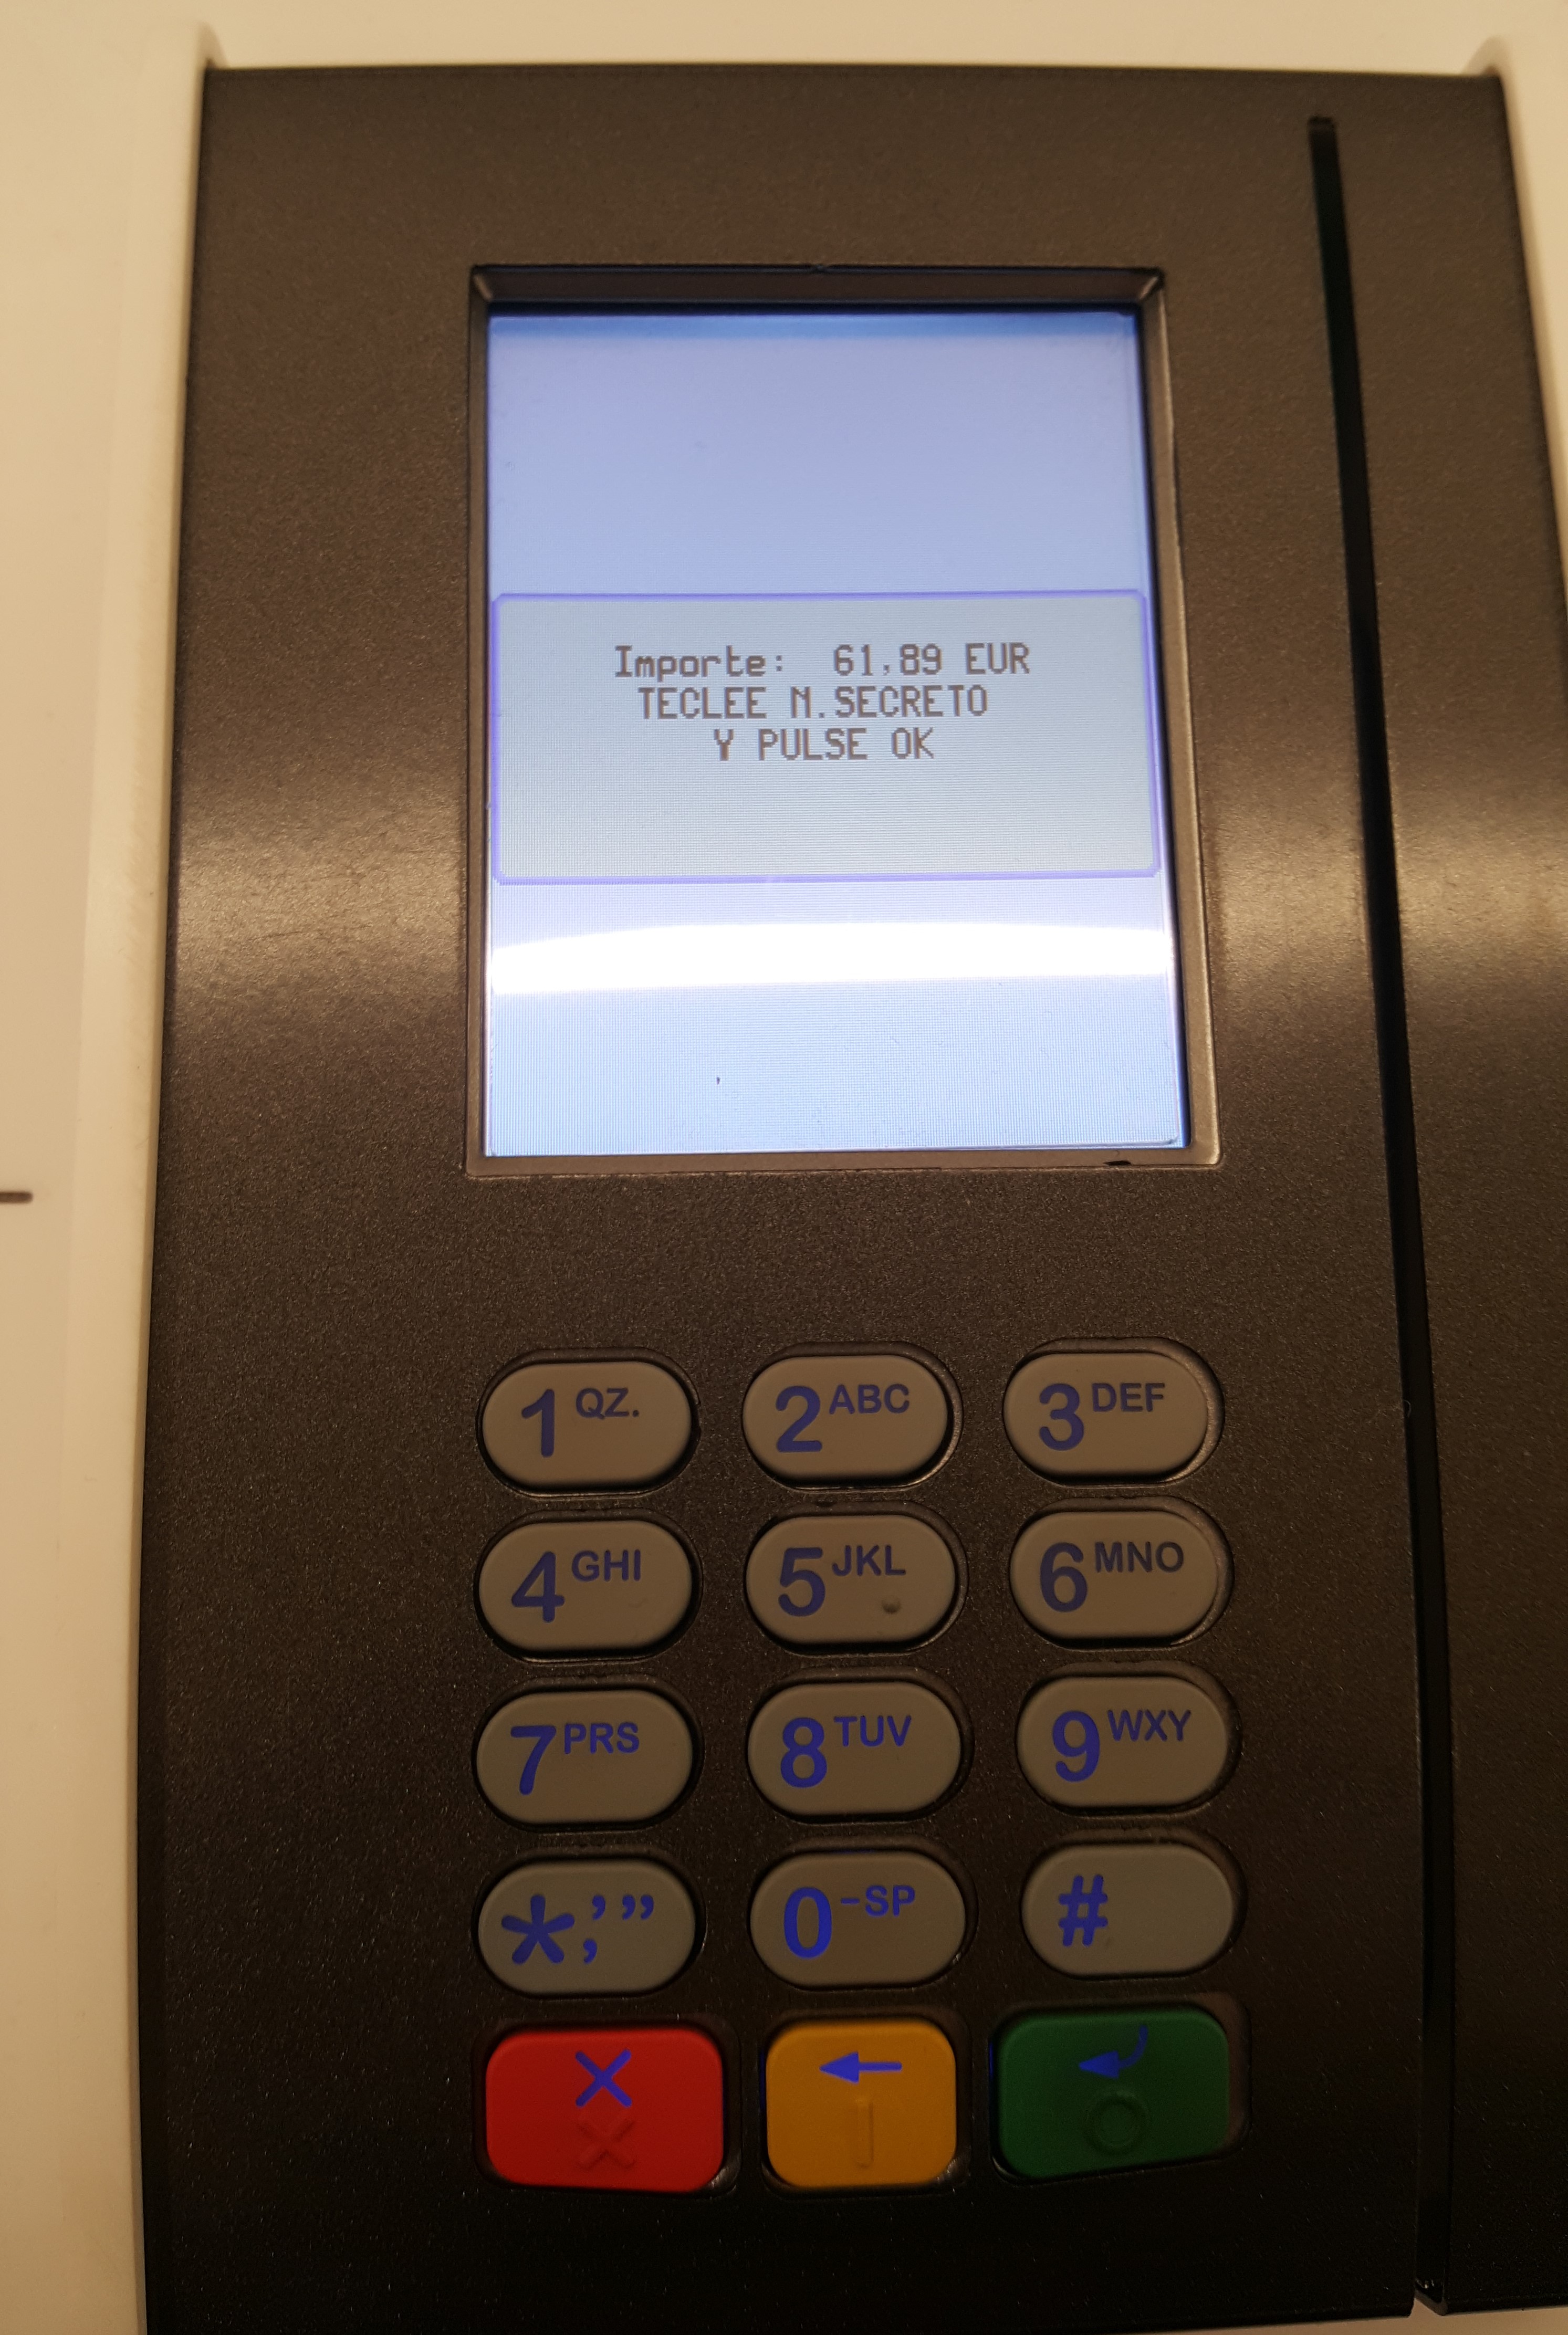 Importe: 61,89 EUR
TECLEE N.SECRETO
Y PULSE OK
1 QZ. 2 ABC 3 DEF
4 GHI 5 JKL 6 MNO
7 PRS 8 TUV 9 WXY
*,'" 0 -SP #